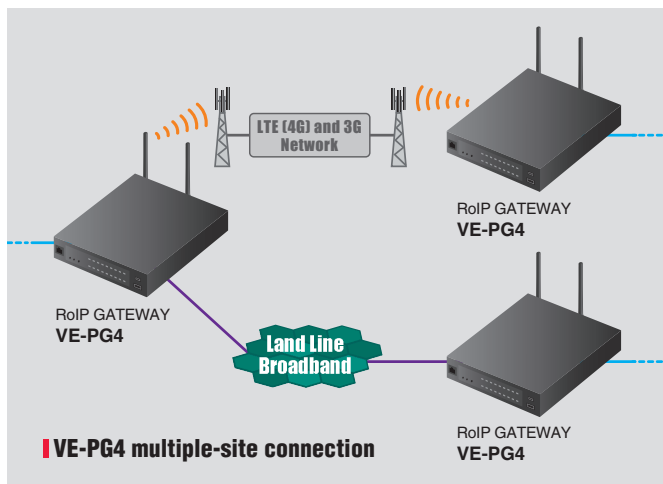 LTE (4G) and 3G
Network
RoIP GATEWAY
VE-PG4
RoIP GATEWAY
VE-PG4
Land Line
Broadband
RoIP GATEWAY
VE-PG4
VE-PG4 multiple-site connection